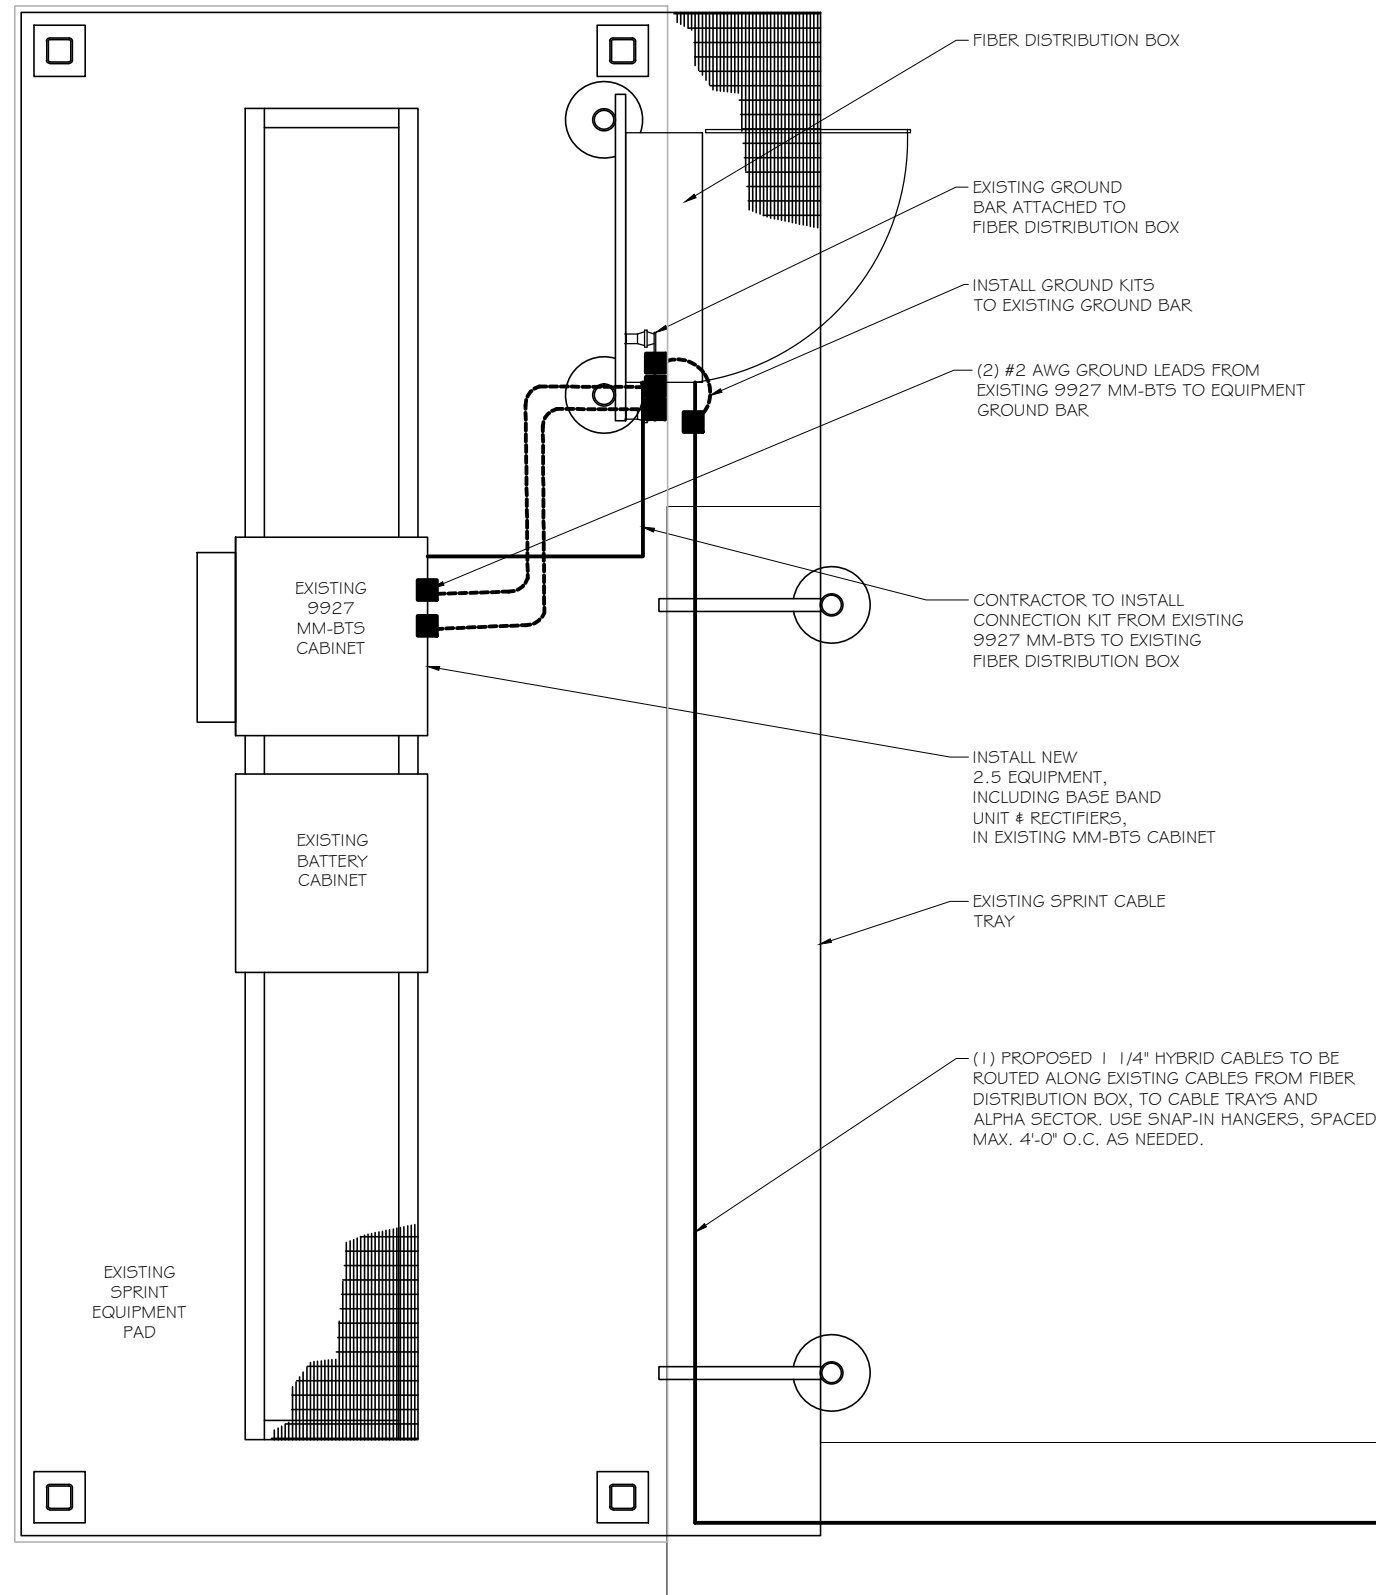 FIBER DISTRIBUTION BOX
EXISTING GROUND
BAR ATTACHED TO
FIBER DISTRIBUTION BOX
INSTALL GROUND KITS
TO EXISTING GROUND BAR
(2) #2 AWG GROUND LEADS FROM
EXISTING 9927 MM-BTS TO EQUIPMENT
GROUND BAR
EXISTING
9927
MM-BTS
CABINET
CONTRACTOR TO INSTALL
CONNECTION KIT FROM EXISTING
9927 MM-BTS TO EXISTING
FIBER DISTRIBUTION BOX
INSTALL NEW
2.5 EQUIPMENT,
INCLUDING BASE BAND
UNIT & RECTIFIERS,
IN EXISTING MM-BTS CABINET
EXISTING
BATTERY
CABINET
EXISTING SPRINT CABLE
TRAY
(1) PROPOSED 1 1/4" HYBRID CABLES TO BE
ROUTED ALONG EXISTING CABLES FROM FIBER
DISTRIBUTION BOX, TO CABLE TRAYS AND
ALPHA SECTOR. USE SNAP-IN HANGERS, SPACED
MAX. 4'-0" O.C. AS NEEDED.
EXISTING
SPRINT
EQUIPMENT
PAD